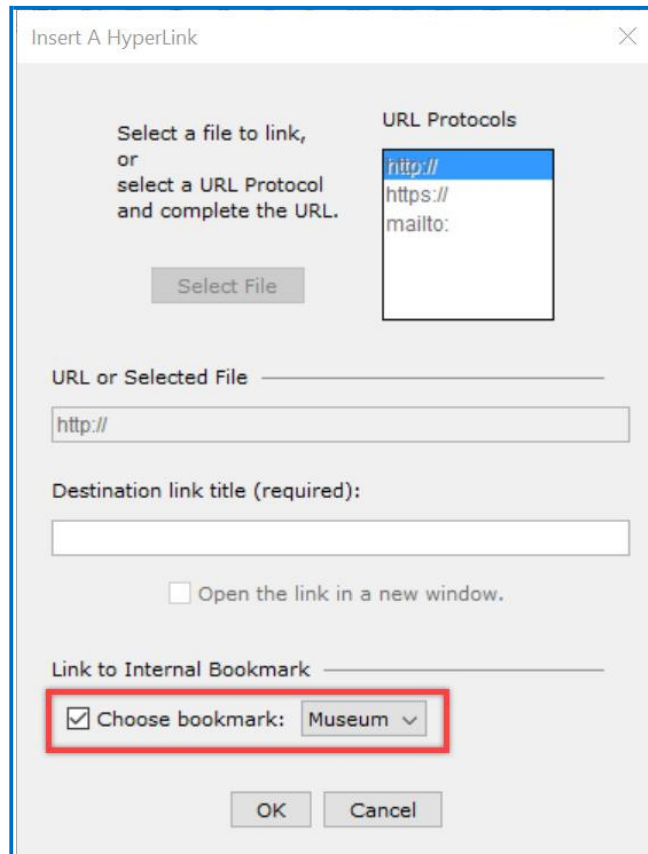 Insert A HyperLink
Select a file to link,
or
select a URL Protocol
and complete the URL.
Select File
URL Protocols
http://
https://
mailto:
URL or Selected File
http://
Destination link title (required):
Open the link in a new window.
Link to Internal Bookmark
Choose bookmark: Museum
OK Cancel